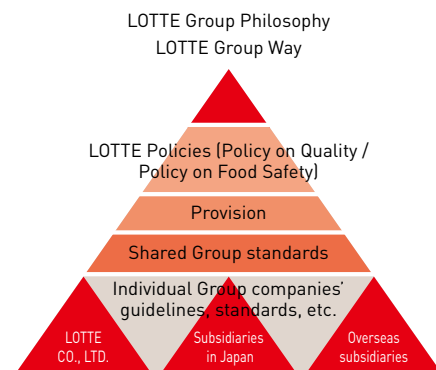 LOTTE Group Philosophy
LOTTE Group Way
LOTTE Policies (Policy on Quality /
Policy on Food Safety)
Provision
Shared Group standards
Individual Group companies'
guidelines, standards, etc.
LOTTE
CO., LTD.
Subsidiaries
in Japan
Overseas
subsidiaries